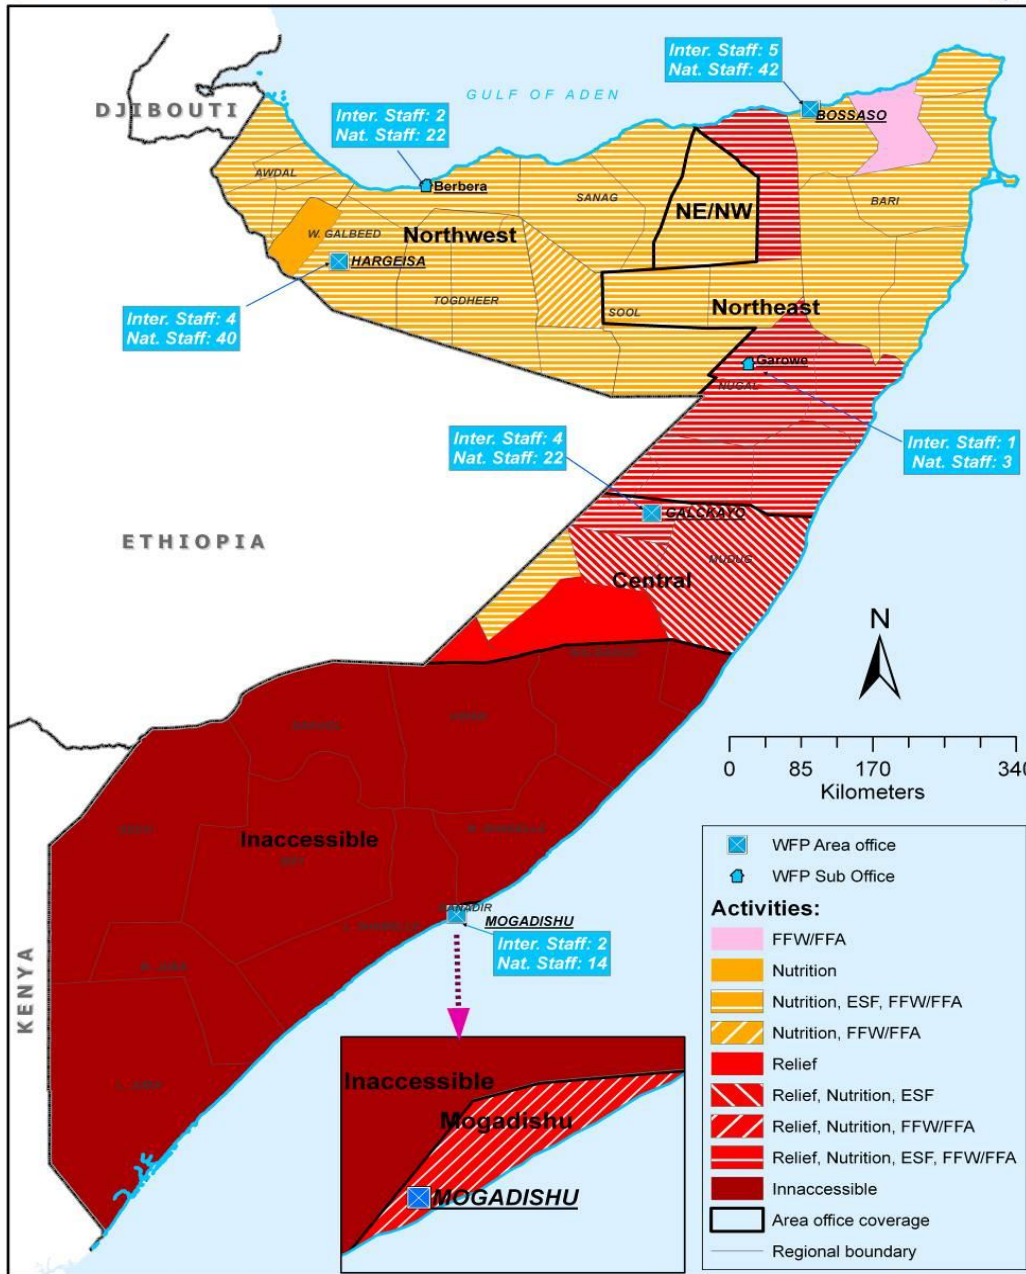 Inter. Staff: 5
Nat. Staff: 42
GULF OF ADEN
DJIBOUTI
Inter. Staff: 2
Nat. Staff: 22
BOSSASO
Berbera
AWDAL
SANAG
NE/NW
BARI
W. GALBEED
Northwest
HARGEISA
TOGDHEER
SOOL
Northeast
Inter. Staff: 4
Nat. Staff: 40
Garowe
NUGAL
Inter. Staff: 4
Nat. Staff: 22
Inter. Staff: 1
Nat. Staff: 3
GALCKAYO
ETHIOPIA
MUDUG
Central
N
0 85 170 340
Kilometers
Inaccessible
BANADIR
MOGADISHU
Inter. Staff: 2
Nat. Staff: 14
KENYA
Inaccessible
Mogadishu
MOGADISHU
WFP Area office
WFP Sub Office
Activities:
FFW/FFA
Nutrition
Nutrition, ESF, FFW/FFA
Nutrition, FFW/FFA
Relief
Relief, Nutrition, ESF
Relief, Nutrition, FFW/FFA
Relief, Nutrition, ESF, FFW/FFA
Innaccessible
Area office coverage
Regional boundary